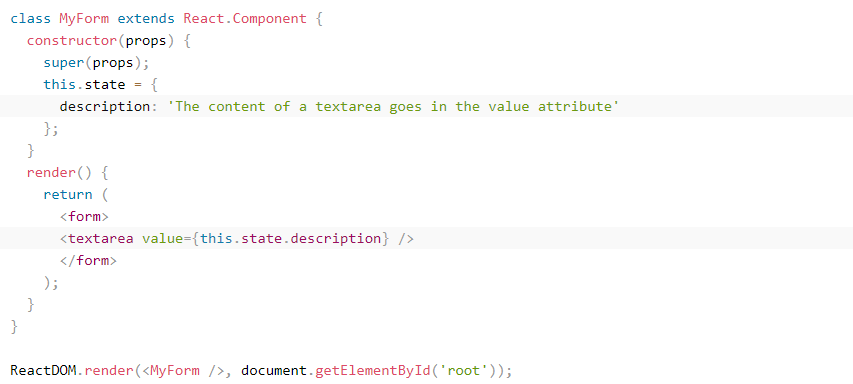 class MyForm extends React.Component {
  constructor(props) {
    super(props);
    this.state = {
      description: 'The content of a textarea goes in the value attribute'
    };
  }
  render() {
    return (
      <form>
      <textarea value={this.state.description} />
      </form>
    );
  }
}

ReactDOM.render(<MyForm />, document.getElementById('root'));